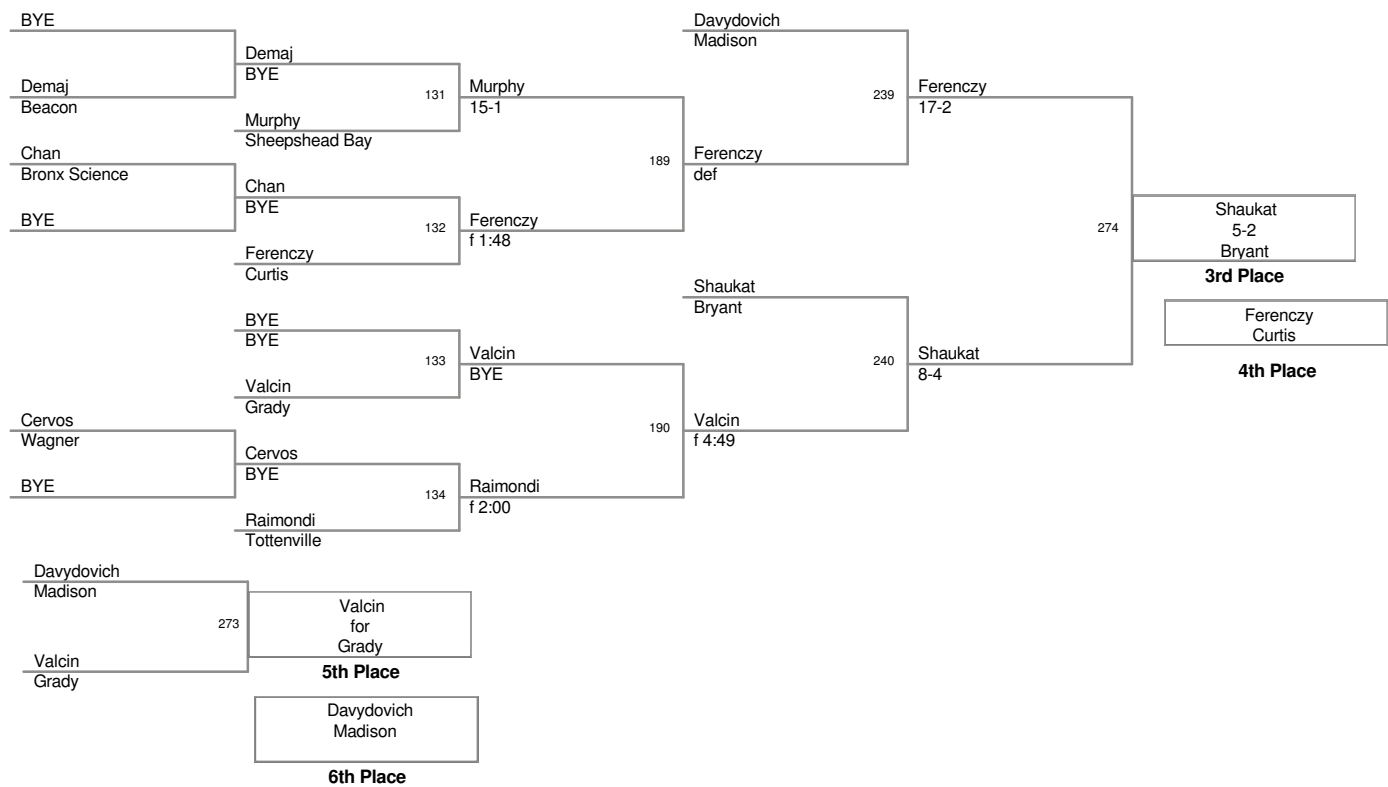 BYE
Demaj
Beacon
Chan
Bronx Science
BYE
Cervos
Wagner
BYE
Demaj
BYE
Murphy
Sheepshead Bay
Chan
BYE
Ferenczy
Curtis
BYE
BYE
Valcin
Grady
Cervos
BYE
Raimondi
Tottenville
131
132
133
134
Murphy
15-1
Ferenczy
f 1:48
Valcin
BYE
Raimondi
f 2:00
189
190
Davydovich
Madison
Ferenczy
def
Shaukat
Bryant
Valcin
f 4:49
239
240
Ferenczy
17-2
Shaukat
8-4
274
Shaukat
5-2
Bryant
3rd Place
Ferenczy
Curtis
4th Place
Davydovich
Madison
Valcin
Grady
273
Valcin
for
Grady
5th Place
Davydovich
Madison
6th Place